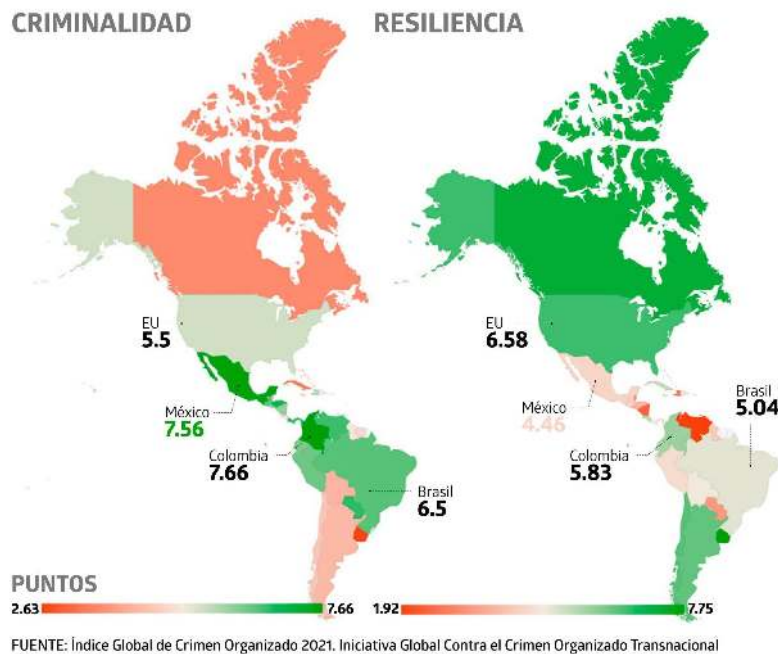 CRIMINALIDAD
EU
5.5
México
7.56
Colombia
7.66
Brasil
6.5
PUNTOS
2.63
7.66
RESILIENCIA
EU
6.58
México
4.46
Brasil
5.04
Colombia
5.83
1.92
7.75
FUENTE: Índice Global de Crimen Organizado 2021. Iniciativa Global Contra el Crimen Organizado Transnacional